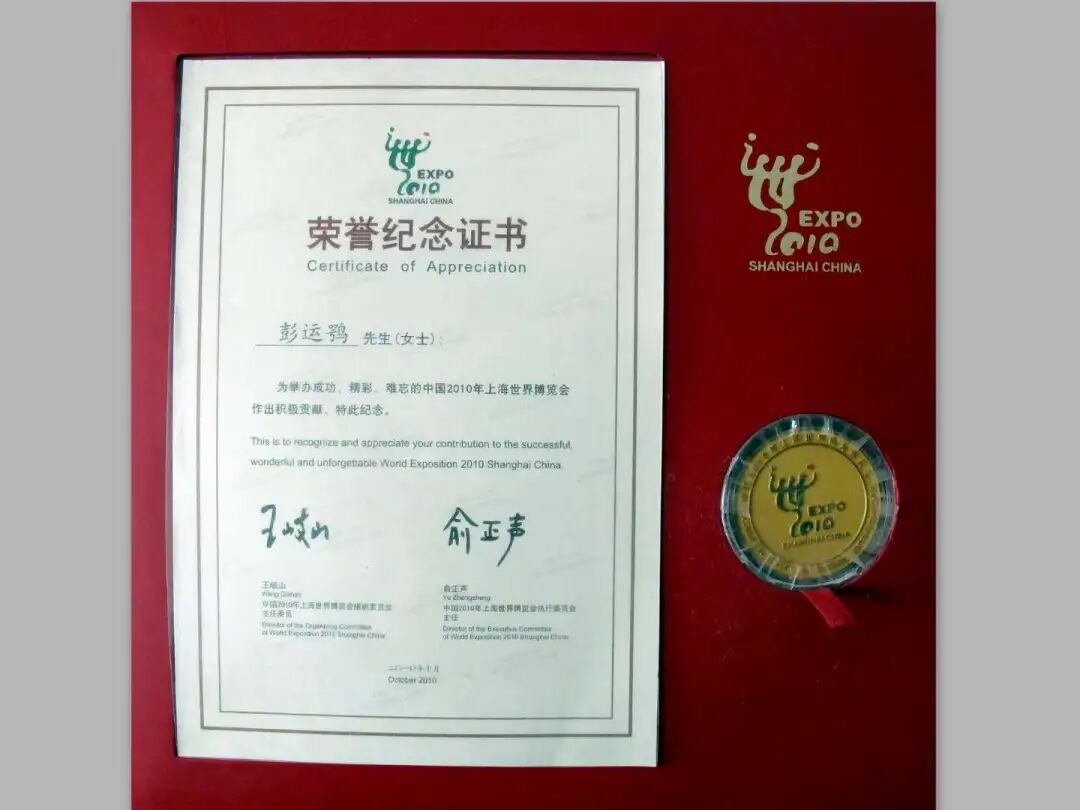 EXPO
2010
SHANGHAI CHINA
荣誉纪念证书
Certificate of Appreciation
彭运鹗 先生(女士):
为举办成功、精彩、难忘的中国2010年上海世界博览会
作出积极贡献、特此纪念。
This is to recognize and appreciate your contribution to the successful,
wonderful and unforgettable World Exposition 2010 Shanghai China.
王岐山
俞正声
王岐山
Wang Qishan
中国2010年上海世界博览会组织委员会
主任委员
Director of the Organizing Committee
of World Exposition 2010 Shanghai China
俞正声
Yu Zhengsheng
中国2010年上海世界博览会执行委员会
主任
Director of the Executive Committee
of World Exposition 2010 Shanghai China
二〇一〇年十月
October 2010
EXPO
2010
SHANGHAI CHINA
EXPO
2010
SHANGHAI CHINA